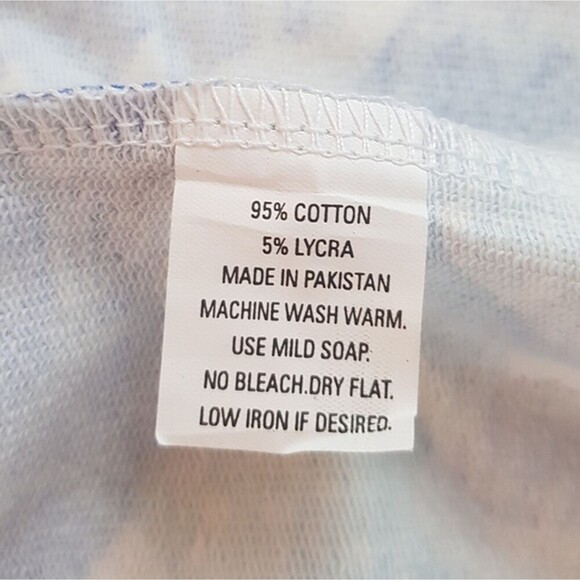 95% COTTON
5% LYCRA
MADE IN PAKISTAN
MACHINE WASH WARM.
USE MILD SOAP.
NO BLEACH.DRY FLAT.
LOW IRON IF DESIRED.